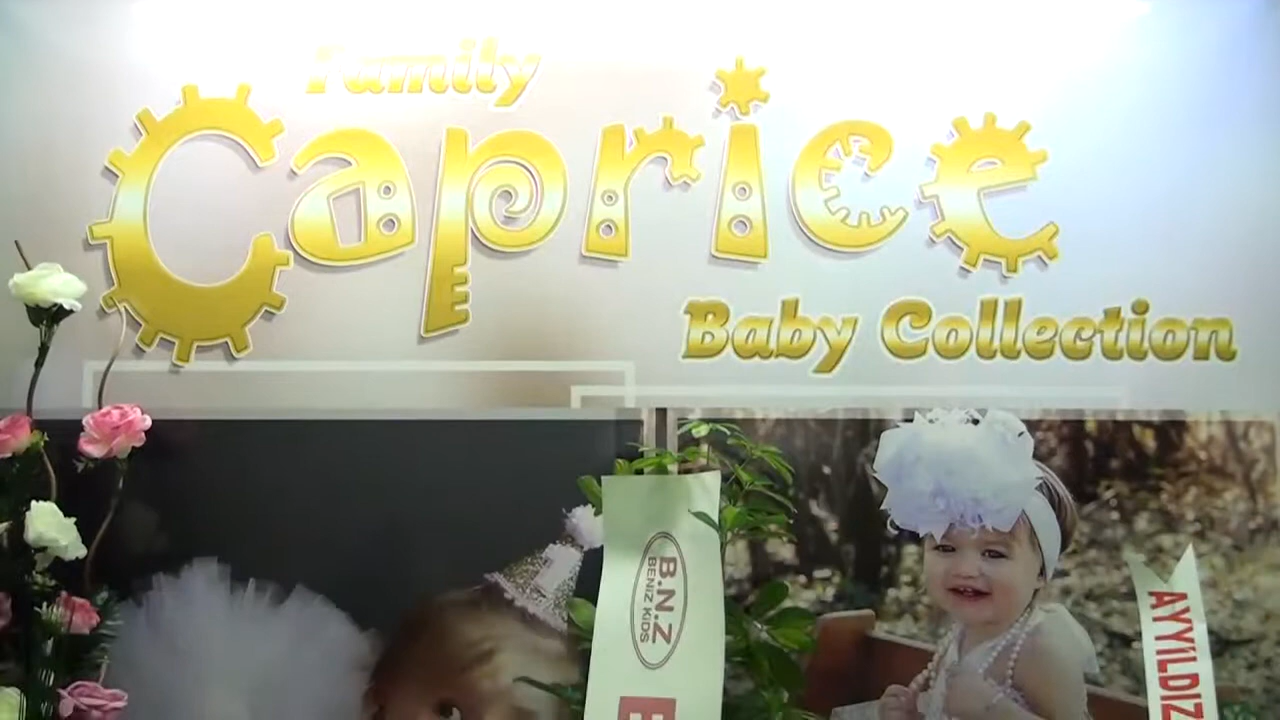 Family
Caprice
Baby Collection
B.N.Z
BENIZ KIDS
AYYILDIZ